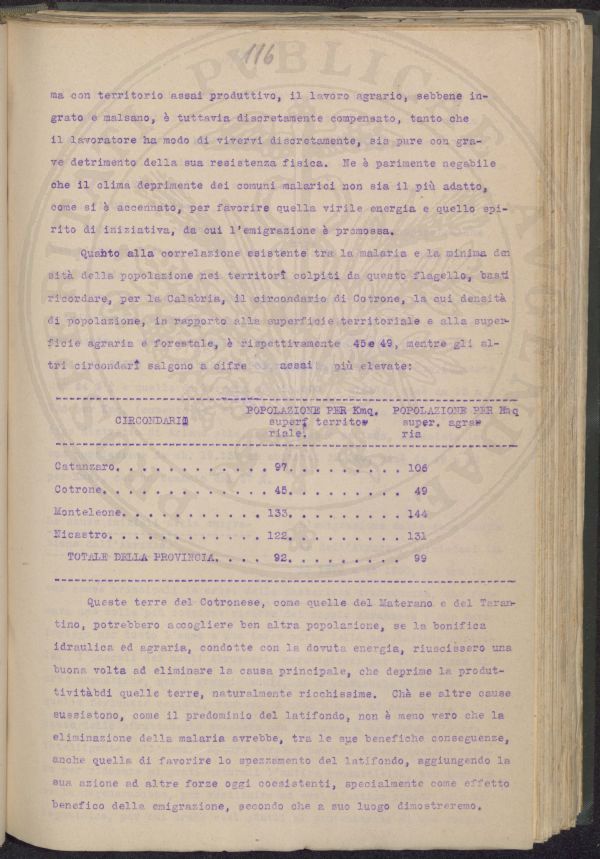 116
ma con territorio assai produttivo, il lavoro agrario, sebbene in-
grato e malsano, è tuttavia discretamente compensato, tanto che
il lavoratore ha modo di vivervi discretamente, sia pure con gra-
ve detrimento della sua resistenza fisica. Ne è parimente negabile
che il clima deprimente dei comuni malarici non sia il più adatto,
come si è accennato, per favorire quella virile energia e quello spi-
rito di iniziativa, da cui l'emigrazione è promossa.
Quanto alla correlazione esistente tra la malaria e la minima den
sità della popolazione nei territorî colpiti da questo flagello, basti
ricordare, per la Calabria, il circondario di Cotrone, la cui densità
di popolazione, in rapporto alla superficie territoriale e alla super-
ficie agraria e forestale, è rispettivamente 45 e 49, mentre gli al-
tri circondarî salgono a cifre assai più elevate:
CIRCONDARI POPOLAZIONE PER Kmq. POPOLAZIONE PER Hmq
superf territor super. agrar
riale. ria
Catanzaro. . . . . . . . . . . . . 97. . . . . . . . . . 106
Cotrone. . . . . . . . . . . . . . 45. . . . . . . . . . 49
Monteleone. . . . . . . . . . . . 133. . . . . . . . . . 144
Nicastro. . . . . . . . . . . . . 122. . . . . . . . . . 131
TOTALE DELLA PROVINCIA. . . . . 92. . . . . . . . . . 99
Queste terre del Cotronese, come quelle del Materano e del Taran-
tino, potrebbero accogliere ben altra popolazione, se la bonifica
idraulica ed agraria, condotte con la dovuta energia, riuscissero una
buona volta ad eliminare la causa principale, che deprime la produt-
tivitàbdi quelle terre, naturalmente ricchissime. Chè se altre cause
sussistono, come il predominio del latifondo, non è meno vero che la
eliminazione della malaria avrebbe, tra le sue benefiche conseguenze,
anche quella di favorire lo spezzamento del latifondo, aggiungendo la
sua azione ad altre forze oggi coesistenti, specialmente come effetto
benefico della emigrazione, secondo che a suo luogo dimostreremo.